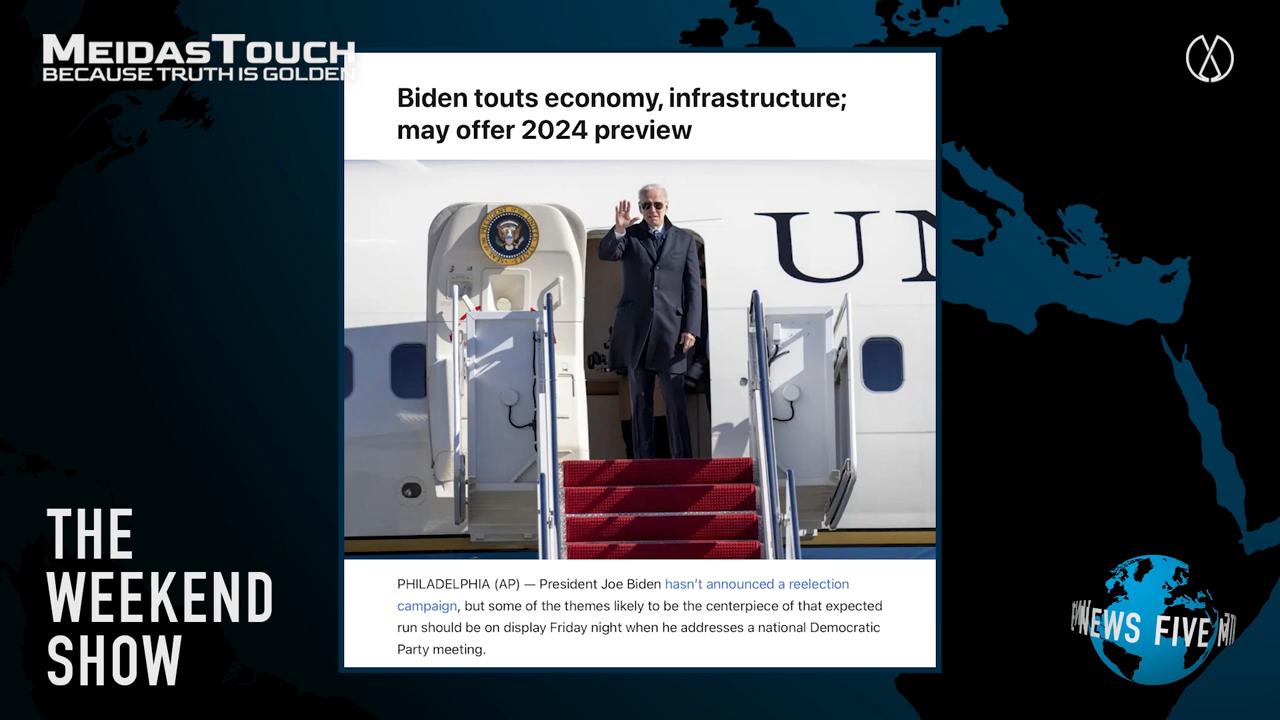 MEIDASTOUCH
BECAUSE TRUTH IS GOLDEN
Biden touts economy, infrastructure;
may offer 2024 preview
UN
PHILADELPHIA (AP) — President Joe Biden hasn't announced a reelection
campaign, but some of the themes likely to be the centerpiece of that expected
run should be on display Friday night when he addresses a national Democratic
Party meeting.
THE
WEEKEND
SHOW
NEWS FIVE